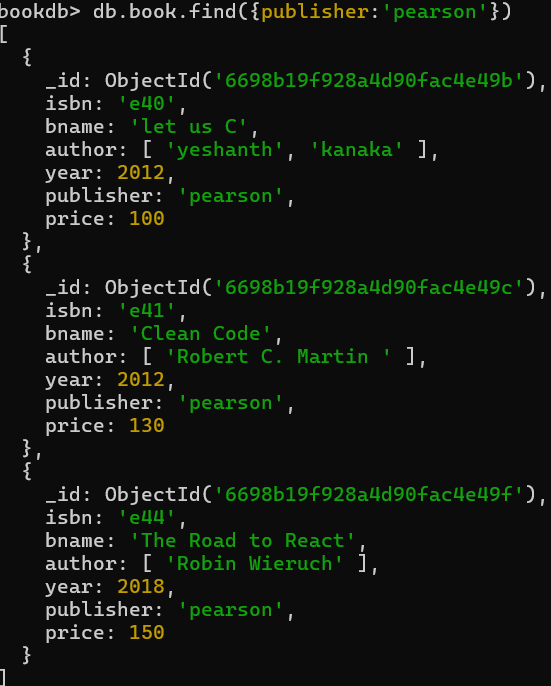 bookdb> db.book.find({publisher:'pearson'})
[
  {
    _id: ObjectId('6698b19f928a4d90fac4e49b'),
    isbn: 'e40',
    bname: 'let us C',
    author: [ 'yeshanth', 'kanaka' ],
    year: 2012,
    publisher: 'pearson',
    price: 100
  },
  {
    _id: ObjectId('6698b19f928a4d90fac4e49c'),
    isbn: 'e41',
    bname: 'Clean Code',
    author: [ 'Robert C. Martin ' ],
    year: 2012,
    publisher: 'pearson',
    price: 130
  },
  {
    _id: ObjectId('6698b19f928a4d90fac4e49f'),
    isbn: 'e44',
    bname: 'The Road to React',
    author: [ 'Robin Wieruch' ],
    year: 2018,
    publisher: 'pearson',
    price: 150
  }
]